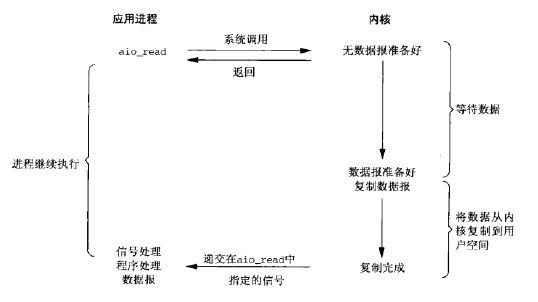 应用进程
内核
系统调用
aio_read
无数据报准备好
返回
等待数据
进程继续执行
数据报准备好
复制数据报
将数据从内
核复制到用
户空间
信号处理
程序处理
数据报
递交在aio_read中
指定的信号
复制完成